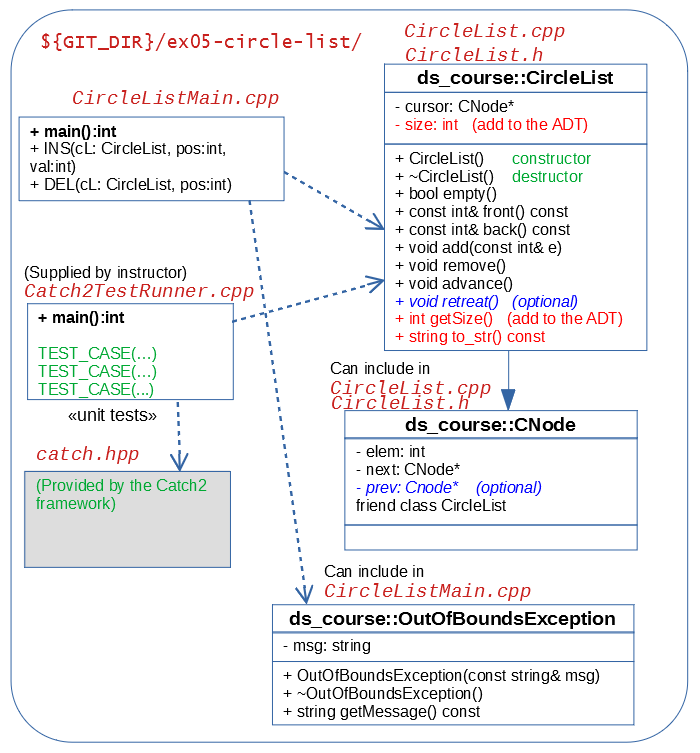 ${GIT_DIR}/ex05-circle-list/
CircleList.cpp
CircleList.h
ds_course::CircleList
- cursor: CNode*
- size: int (add to the ADT)
+ CircleList() constructor
+ ~CircleList() destructor
+ bool empty()
+ const int& front() const
+ const int& back() const
+ void add(const int& e)
+ void remove()
+ void advance()
+ void retreat() (optional)
+ int getSize() (add to the ADT)
+ string to_str() const
CircleListMain.cpp
+ main():int
+ INS(cL: CircleList, pos:int,
val:int)
+ DEL(cL: CircleList, pos:int)
(Supplied by instructor)
Catch2TestRunner.cpp
+ main():int
TEST_CASE(...)
TEST_CASE(...)
TEST_CASE(...)
«unit tests»
catch.hpp
(Provided by the Catch2
framework)
Can include in
CircleList.cpp
CircleList.h
ds_course::CNode
- elem: int
- next: CNode*
- prev: Cnode* (optional)
friend class CircleList
Can include in
CircleListMain.cpp
ds_course::OutOfBoundsException
- msg: string
+ OutOfBoundsException(const string& msg)
+ ~OutOfBoundsException()
+ string getMessage() const